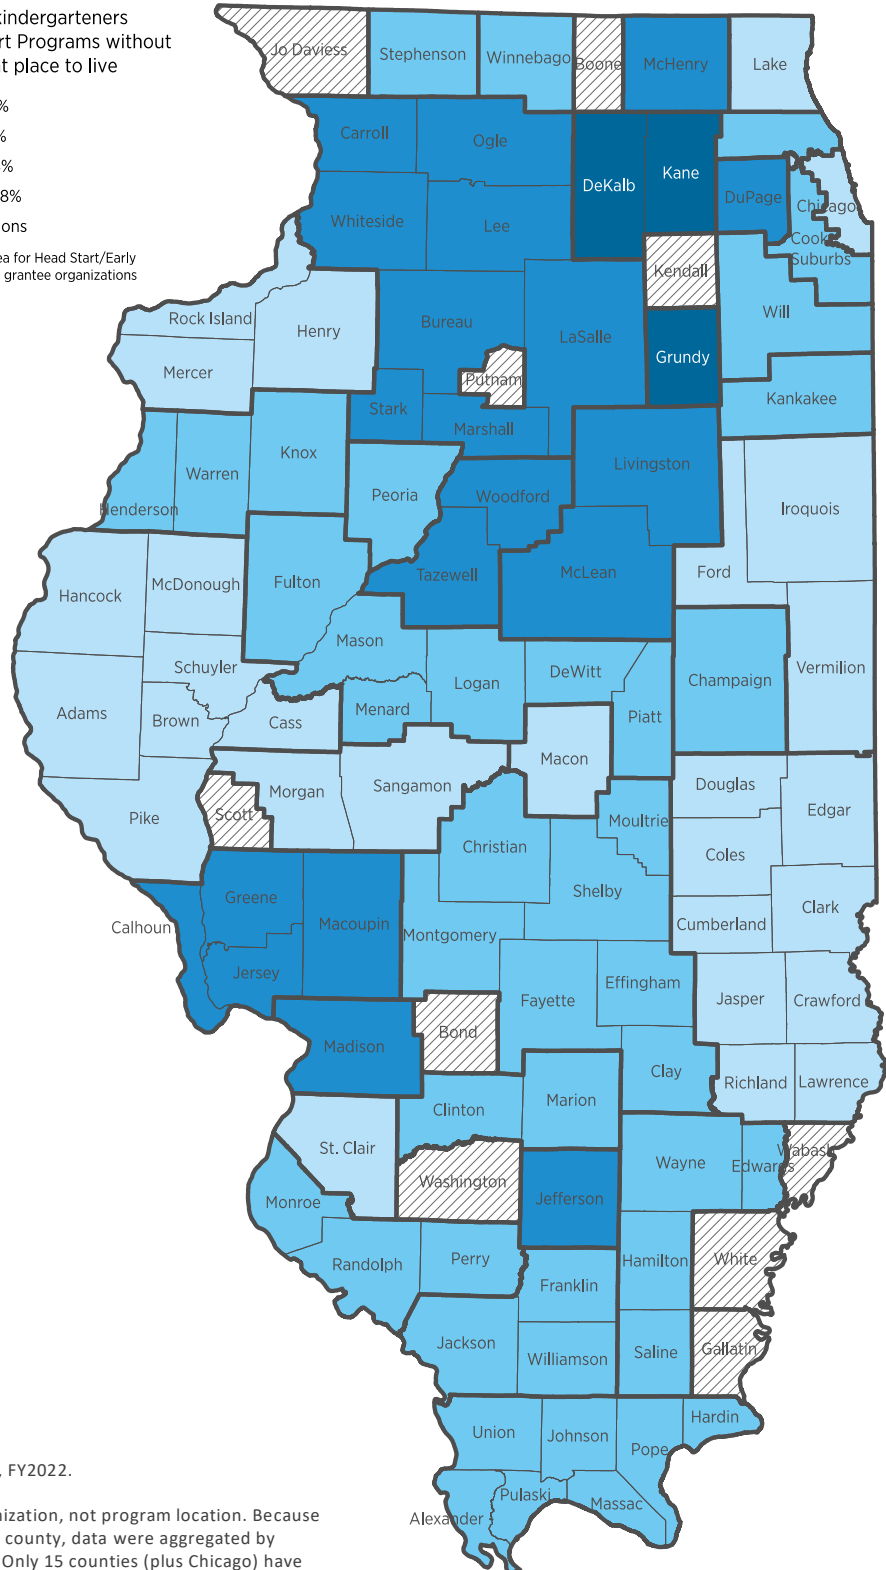 kindergarteners
rt Programs without
nt place to live
%
%
%
8%
ons
ea for Head Start/Early
grantee organizations
Jo Daviess
Stephenson
Winnebago
Boone
McHenry
Lake
Carroll
Ogle
DeKalb
Kane
DuPage
Chicago
Cook
Suburbs
Whiteside
Lee
Kendall
Will
Rock Island
Henry
Bureau
LaSalle
Grundy
Mercer
Putnam
Kankakee
Stark
Marshall
Henderson
Warren
Knox
Peoria
Woodford
Livingston
Iroquois
Hancock
McDonough
Fulton
Tazewell
McLean
Ford
Mason
Schuyler
Logan
DeWitt
Champaign
Vermilion
Adams
Brown
Cass
Menard
Piatt
Macon
Pike
Scott
Morgan
Sangamon
Douglas
Edgar
Christian
Moultrie
Coles
Shelby
Calhoun
Greene
Macoupin
Montgomery
Cumberland
Clark
Jersey
Fayette
Effingham
Jasper
Crawford
Madison
Bond
Clay
Richland
Lawrence
Clinton
Marion
St. Clair
Washington
Jefferson
Wayne
Edwards
Wabash
Monroe
Randolph
Perry
Franklin
Hamilton
White
Jackson
Williamson
Saline
Gallatin
Union
Johnson
Pope
Hardin
Alexander
Pulaski
Massac
, FY2022.
nization, not program location. Because
county, data were aggregated by
Only 15 counties (plus Chicago) have